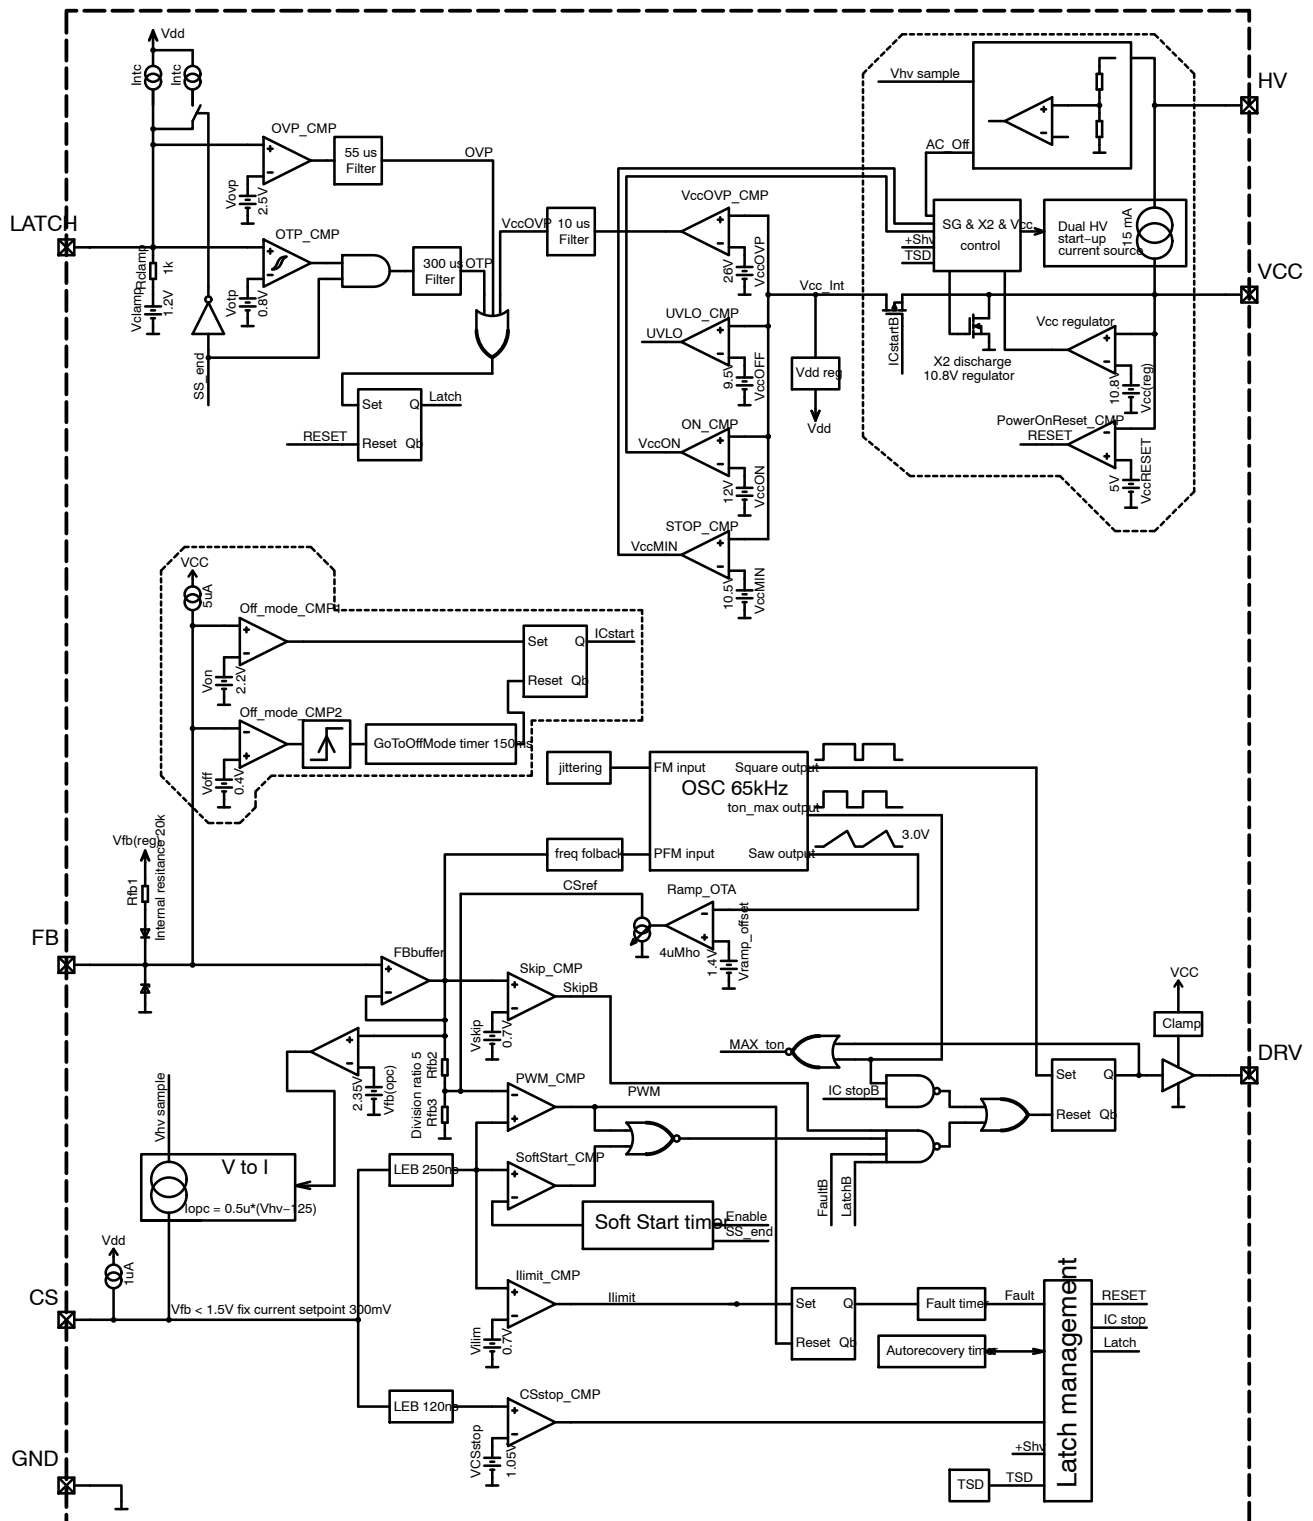 Vdd
Intc
Intc
OVP_CMP
55 us
Filter
OVP
Vovp
2.5V
LATCH
OTP_CMP
300 us
Filter
OTP
Rclamp
1k
Vclamp
1.2V
Votp
0.8V
SS_end
Set
Q
Latch
RESET
Reset
Qb
VccOVP
10 us
Filter
VccOVP_CMP
26V
VccOVP
Vcc_Int
UVLO_CMP
UVLO
9.5V
VccOFF
Vdd reg
Vdd
ON_CMP
VccON
12V
VccON
STOP_CMP
VccMIN
10.5V
VccMIN
Vhv sample
HV
AC_Off
SG & X2 & Vcc
control
+Shv
TSD
Dual HV
start-up
current source
15 mA
VCC
ICstartB
X2 discharge
10.8V regulator
Vcc regulator
10.8V
Vcc(reg)
PowerOnReset_CMP
RESET
5V
VccRESET
VCC
5uA
Off_mode_CMP1
Von
2.2V
Set
Q
ICstart
Reset
Qb
Off_mode_CMP2
GoToOffMode timer 150ms
Voff
0.4V
jittering
FM input
Square output
OSC 65kHz
ton_max output
freq folback
PFM input
Saw output
3.0V
Vfb(reg)
Rfb1
Internal resitance 20k
CSref
Ramp_OTA
4uMho
1.4V
Vramp_offset
FB
FBbuffer
Skip_CMP
SkipB
Vskip
0.7V
VCC
Clamp
DRV
MAX_ton
IC stopB
Set
Q
Reset
Qb
2.35V
Vfb(opc)
Division ratio 5
Rfb2
Rfb3
PWM_CMP
PWM
Vhv sample
V to I
Iopc = 0.5u*(Vhv-125)
LEB 250ns
SoftStart_CMP
Soft Start timer
Enable
SS_end
FaultB
LatchB
Vdd
1uA
CS
Vfb < 1.5V fix current setpoint 300mV
Ilimit_CMP
Ilimit
Vilim
0.7V
Set
Q
Reset
Qb
Fault timer
Fault
Autorecovery timer
Latch management
RESET
IC stop
Latch
LEB 120ns
CSstop_CMP
VCSstop
1.05V
+Shv
TSD
TSD
GND